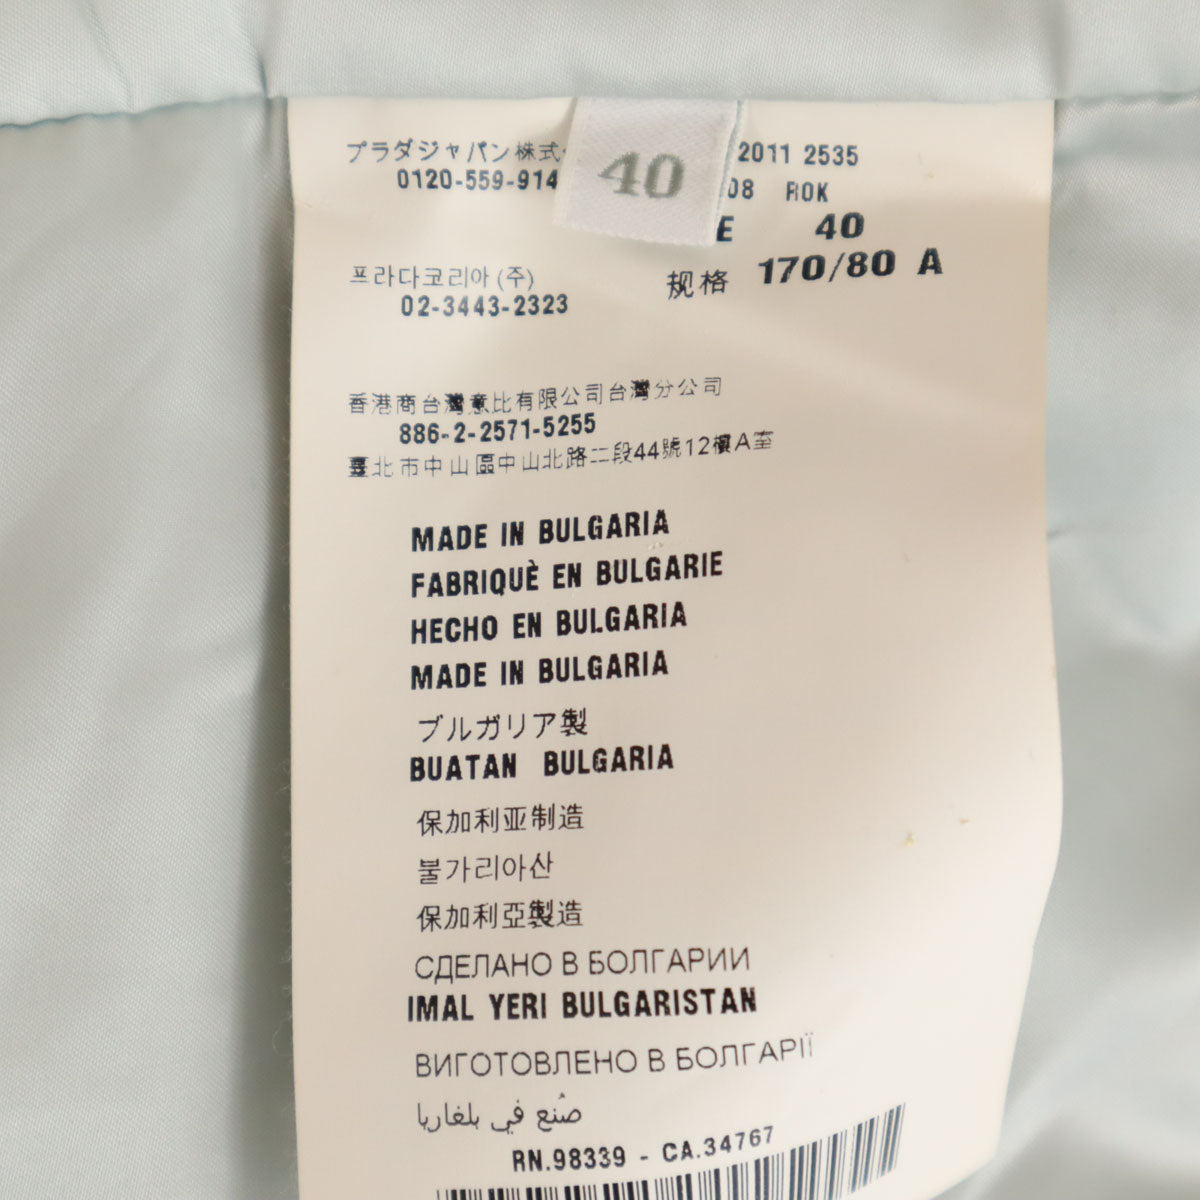 プラダジャパン株式
2011 2535
0120-559-914
40
08 ROK
E 40
프라다코리아(주)
规格 170/80 A
02-3443-2323
香港商台灣意比有限公司台灣分公司
886-2-2571-5255
臺北市中山區中山北路二段44號12樓A室
MADE IN BULGARIA
FABRIQUÈ EN BULGARIE
HECHO EN BULGARIA
MADE IN BULGARIA
ブルガリア製
BUATAN BULGARIA
保加利亚制造
불가리아산
保加利亞製造
СДЕЛАНО В БОЛГАРИИ
IMAL YERI BULGARISTAN
ВИГОТОВЛЕНО В БОЛГАРІЇ
صُنع في بلغاريا
RN.98339 - CA.34767